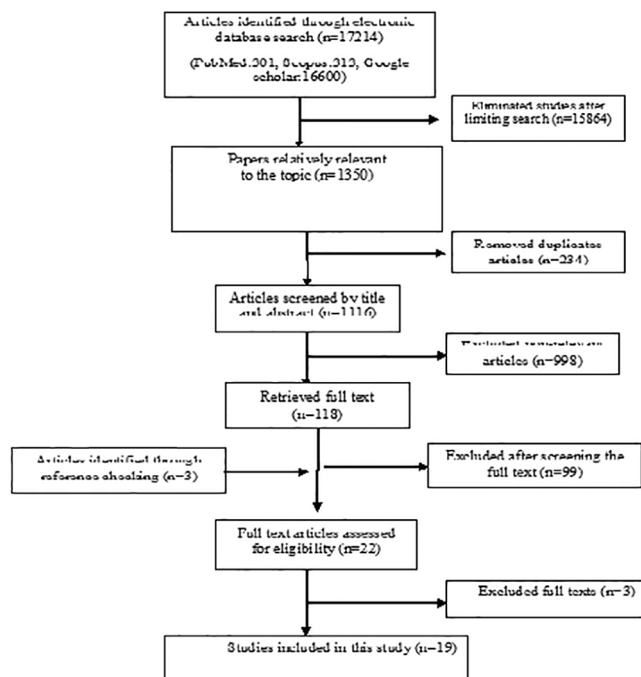 Articles identified through electronic
database search (n=17214)
(PubMed:301, Scopus:313, Google
scholar:16600)
Eliminated studies after
limiting search (n=15864)
Papers relatively relevant
to the topic (n=1350)
Removed duplicates
articles (n=234)
Articles screened by title
and abstract (n=1116)
Excluded
articles (n=998)
Retrieved full text
(n=118)
Articles identified through
reference checking (n=3)
Excluded after screening the
full text (n=99)
Full text articles assessed
for eligibility (n=22)
Excluded full texts (n=3)
Studies included in this study (n=19)